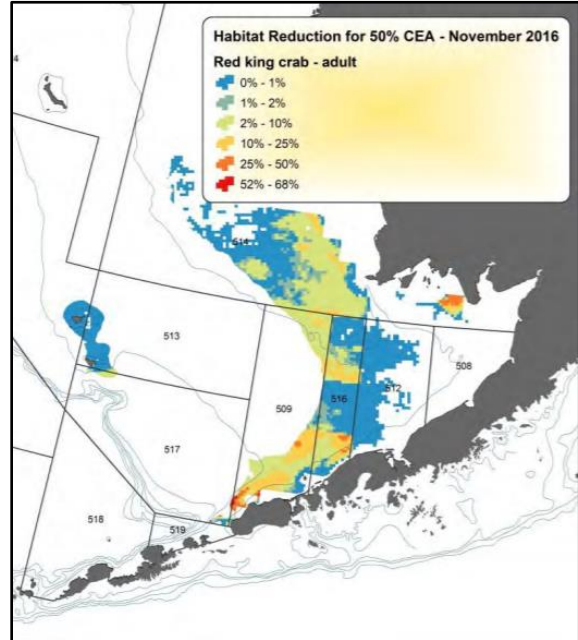 Habitat Reduction for 50% CEA - November 2016
Red king crab - adult
0% - 1%
1% - 2%
2% - 10%
10% - 25%
25% - 50%
52% - 68%
4
514
513
508
512
516
509
517
518
519